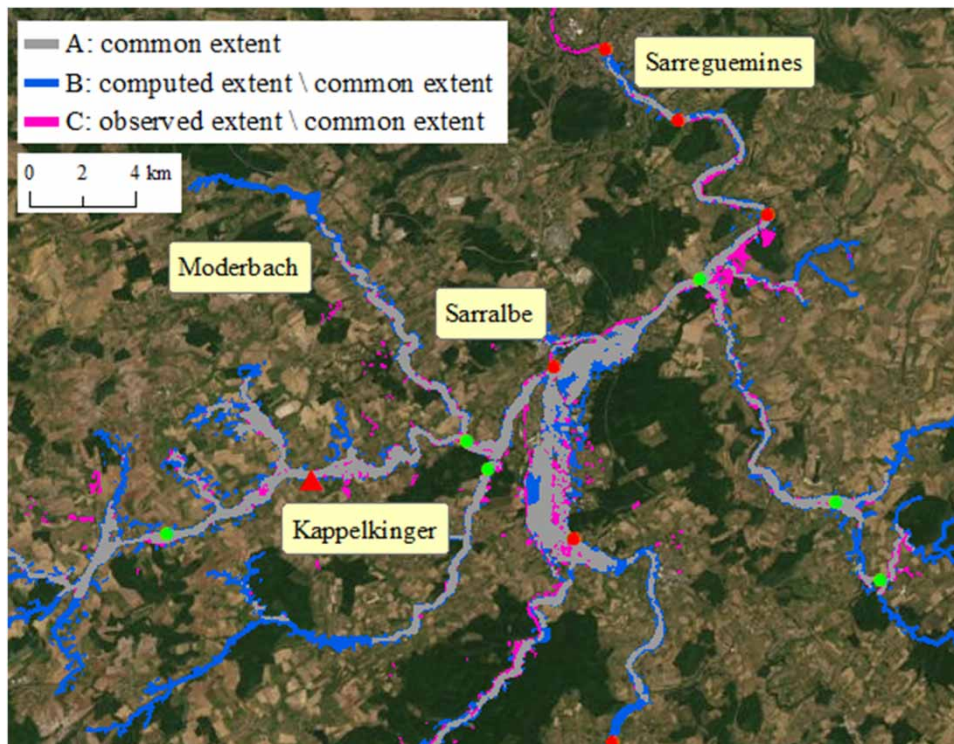 A: common extent
B: computed extent \ common extent
C: observed extent \ common extent
0 2 4 km
Sarreguemines
Moderbach
Sarralbe
Kappelkinger